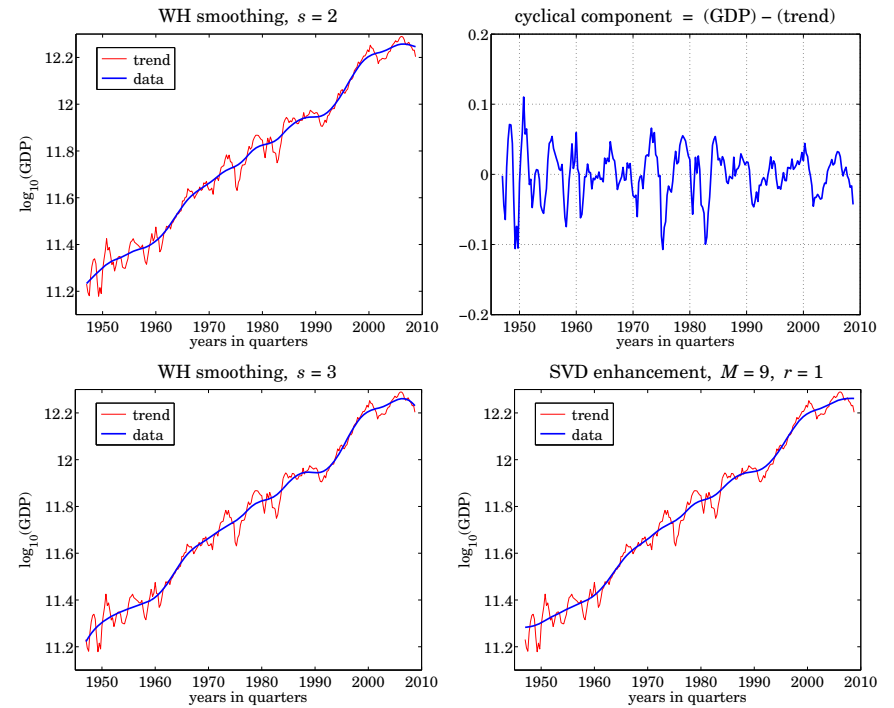 WH smoothing, s = 2
12.2
12
11.8
11.6
11.4
11.2
log10(GDP)
trend
data
1950 1960 1970 1980 1990 2000 2010
years in quarters
cyclical component = (GDP) − (trend)
0.2
0.1
0
−0.1
−0.2
1950 1960 1970 1980 1990 2000 2010
years in quarters
WH smoothing, s = 3
12.2
12
11.8
11.6
11.4
11.2
log10(GDP)
trend
data
1950 1960 1970 1980 1990 2000 2010
years in quarters
SVD enhancement, M = 9, r = 1
12.2
12
11.8
11.6
11.4
11.2
log10(GDP)
trend
data
1950 1960 1970 1980 1990 2000 2010
years in quarters